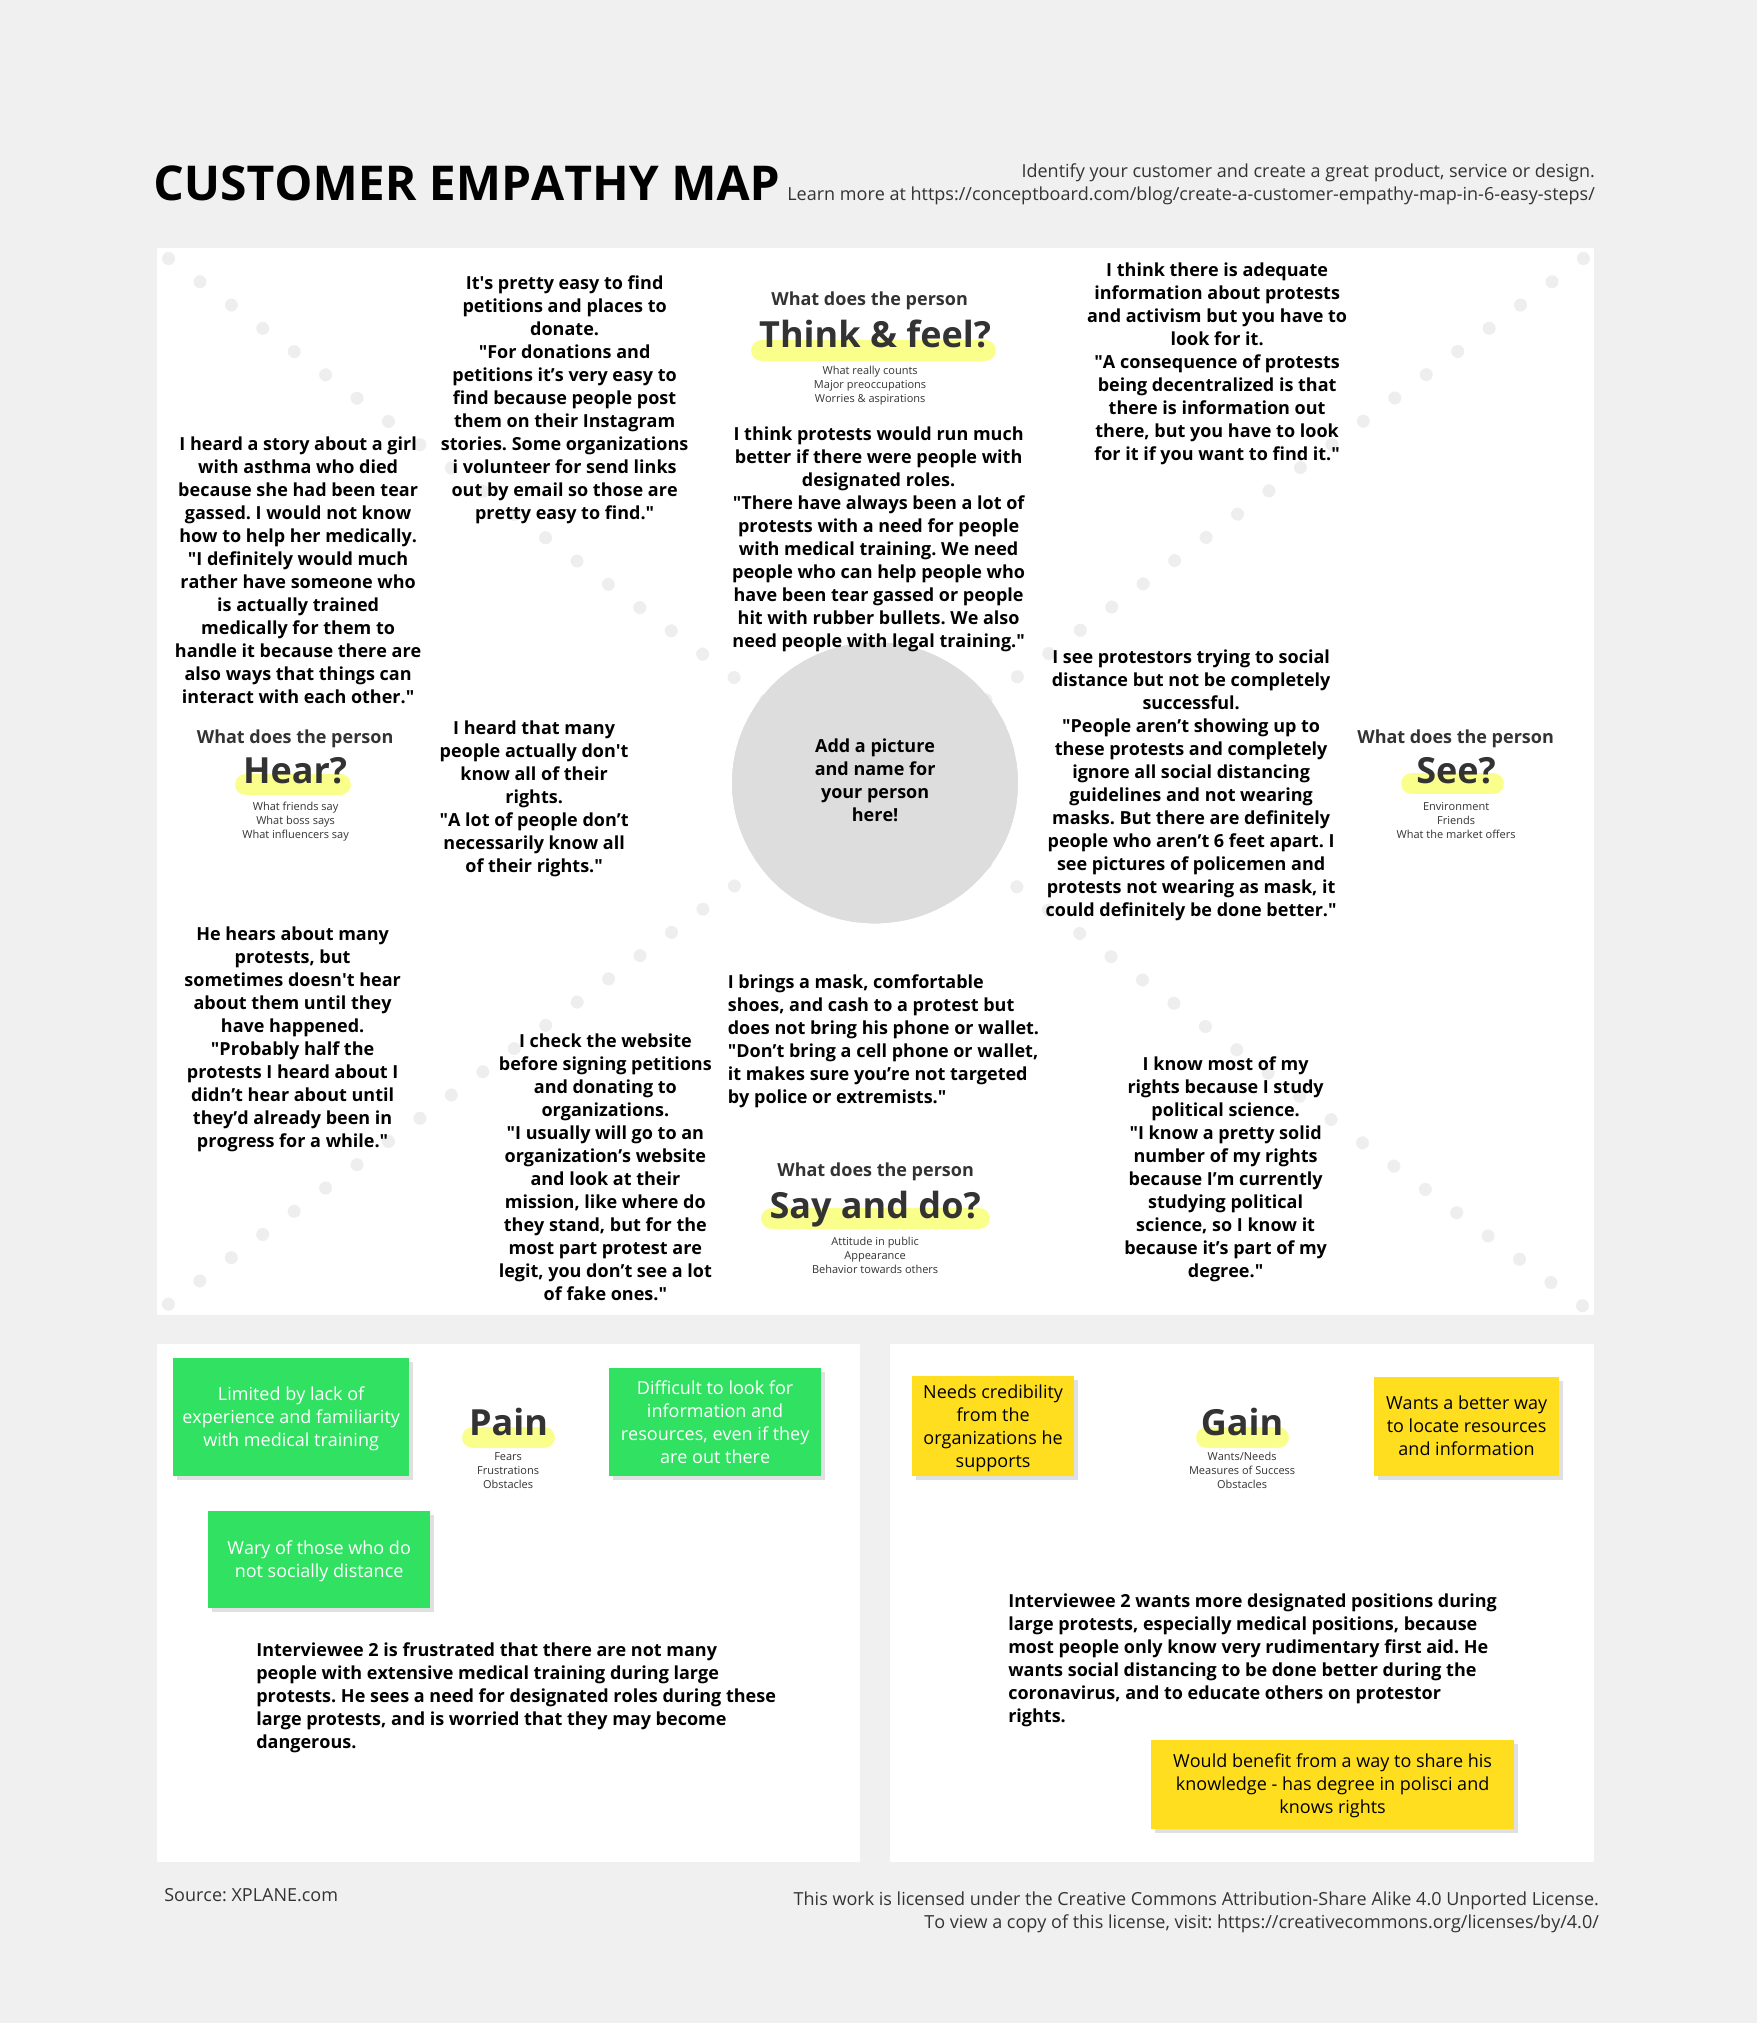 CUSTOMER EMPATHY MAP
Identify your customer and create a great product, service or design.
Learn more at https://conceptboard.com/blog/create-a-customer-empathy-map-in-6-easy-steps/
It's pretty easy to find
petitions and places to
donate.
"For donations and
petitions it’s very easy to
find because people post
them on their Instagram
stories. Some organizations
i volunteer for send links
out by email so those are
pretty easy to find."
What does the person
Think & feel?
What really counts
Major preoccupations
Worries & aspirations
I think protests would run much
better if there were people with
designated roles.
"There have always been a lot of
protests with a need for people
with medical training. We need
people who can help people who
have been tear gassed or people
hit with rubber bullets. We also
need people with legal training."
I think there is adequate
information about protests
and activism but you have to
look for it.
"A consequence of protests
being decentralized is that
there is information out
there, but you have to look
for it if you want to find it."
I heard a story about a girl
with asthma who died
because she had been tear
gassed. I would not know
how to help her medically.
"I definitely would much
rather have someone who
is actually trained
medically for them to
handle it because there are
also ways that things can
interact with each other."
What does the person
Hear?
What friends say
What boss says
What influencers say
I heard that many
people actually don't
know all of their
rights.
"A lot of people don’t
necessarily know all
of their rights."
He hears about many
protests, but
sometimes doesn't hear
about them until they
have happened.
"Probably half the
protests I heard about I
didn’t hear about until
they’d already been in
progress for a while."
Add a picture
and name for
your person
here!
I see protestors trying to social
distance but not be completely
successful.
"People aren’t showing up to
these protests and completely
ignore all social distancing
guidelines and not wearing
masks. But there are definitely
people who aren’t 6 feet apart. I
see pictures of policemen and
protests not wearing as mask, it
could definitely be done better."
What does the person
See?
Environment
Friends
What the market offers
I check the website
before signing petitions
and donating to
organizations.
"I usually will go to an
organization’s website
and look at their
mission, like where do
they stand, but for the
most part protest are
legit, you don’t see a lot
of fake ones."
I brings a mask, comfortable
shoes, and cash to a protest but
does not bring his phone or wallet.
"Don’t bring a cell phone or wallet,
it makes sure you’re not targeted
by police or extremists."
What does the person
Say and do?
Attitude in public
Appearance
Behavior towards others
I know most of my
rights because I study
political science.
"I know a pretty solid
number of my rights
because I’m currently
studying political
science, so I know it
because it’s part of my
degree."
Limited by lack of
experience and familiarity
with medical training
Pain
Fears
Frustrations
Obstacles
Difficult to look for
information and
resources, even if they
are out there
Wary of those who do
not socially distance
Interviewee 2 is frustrated that there are not many
people with extensive medical training during large
protests. He sees a need for designated roles during these
large protests, and is worried that they may become
dangerous.
Needs credibility
from the
organizations he
supports
Gain
Wants/Needs
Measures of Success
Obstacles
Wants a better way
to locate resources
and information
Interviewee 2 wants more designated positions during
large protests, especially medical positions, because
most people only know very rudimentary first aid. He
wants social distancing to be done better during the
coronavirus, and to educate others on protestor
rights.
Would benefit from a way to share his
knowledge - has degree in polisci and
knows rights
Source: XPLANE.com
This work is licensed under the Creative Commons Attribution-Share Alike 4.0 Unported License.
To view a copy of this license, visit: https://creativecommons.org/licenses/by/4.0/